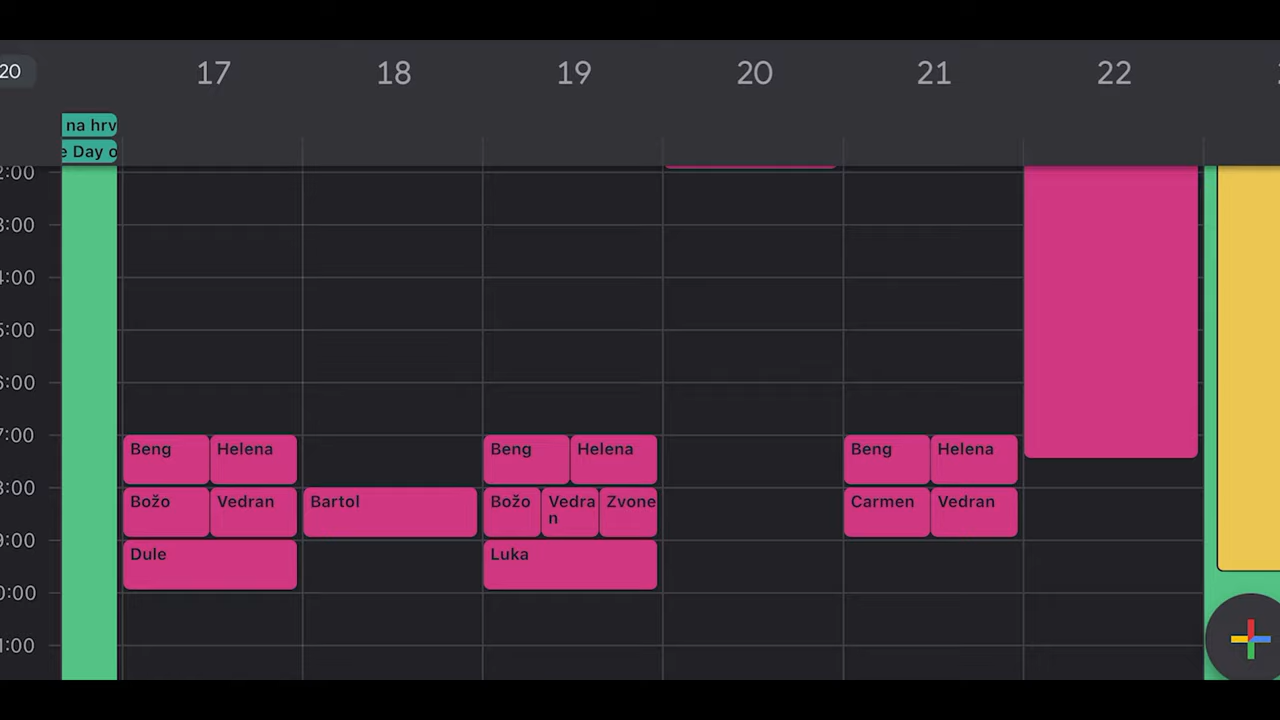 20
17
18
19
20
21
22
na hrv
e Day o
2:00
3:00
4:00
5:00
6:00
7:00
Beng
Helena
Beng
Helena
Beng
Helena
8:00
Božo
Vedran
Bartol
Božo
Vedra
n
Zvone
Carmen
Vedran
9:00
Dule
Luka
0:00
1:00